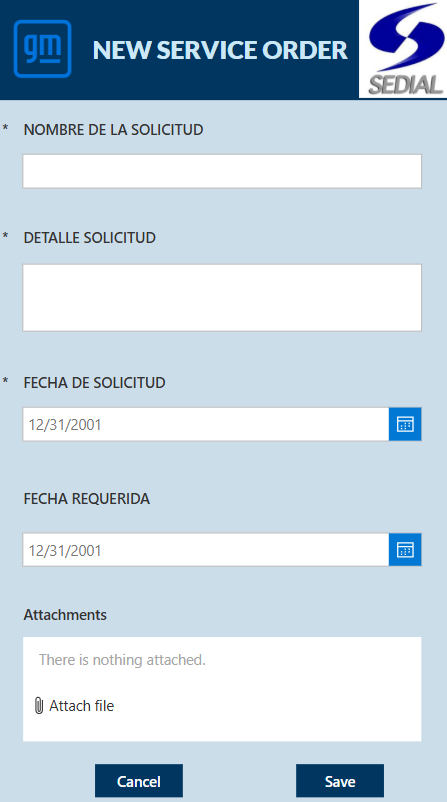 gm
NEW SERVICE ORDER
SEDIAL
* NOMBRE DE LA SOLICITUD
* DETALLE SOLICITUD
* FECHA DE SOLICITUD
12/31/2001
FECHA REQUERIDA
12/31/2001
Attachments
There is nothing attached.
Attach file
Cancel
Save